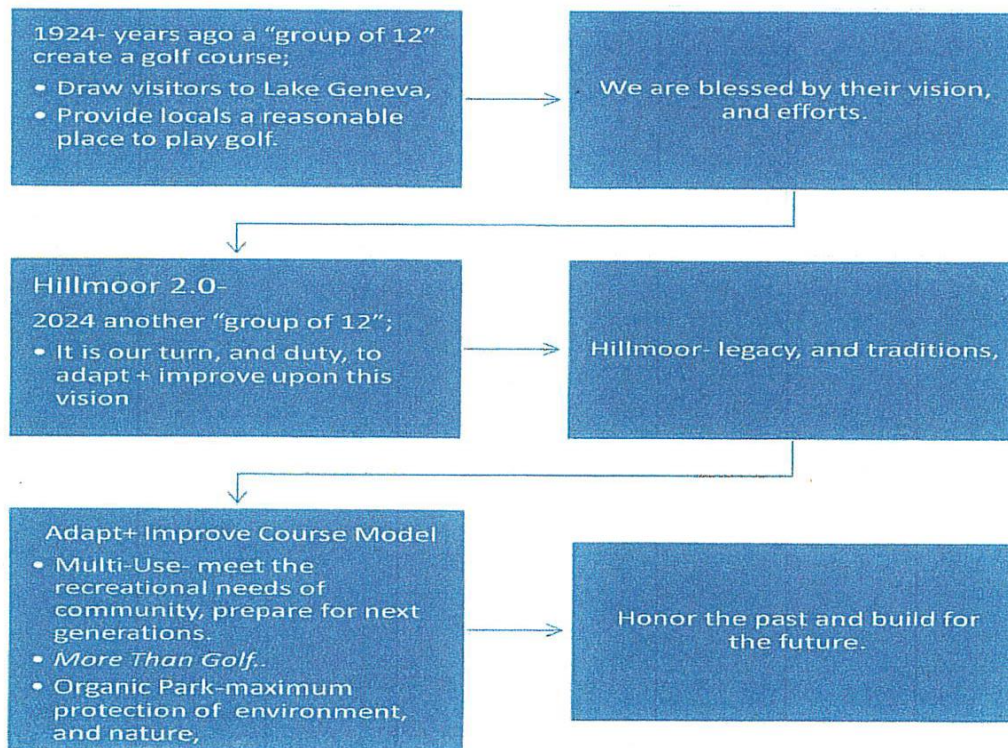 1924- years ago a "group of 12"
create a golf course;
• Draw visitors to Lake Geneva,
• Provide locals a reasonable
place to play golf.
We are blessed by their vision,
and efforts.
Hillmoor 2.0-
2024 another "group of 12";
• It is our turn, and duty, to
adapt + improve upon this
vision
Hillmoor- legacy, and traditions,
Adapt+ Improve Course Model
• Multi-Use- meet the
recreational needs of
community, prepare for next
generations.
• More Than Golf..
• Organic Park-maximum
protection of environment,
and nature,
Honor the past and build for
the future.